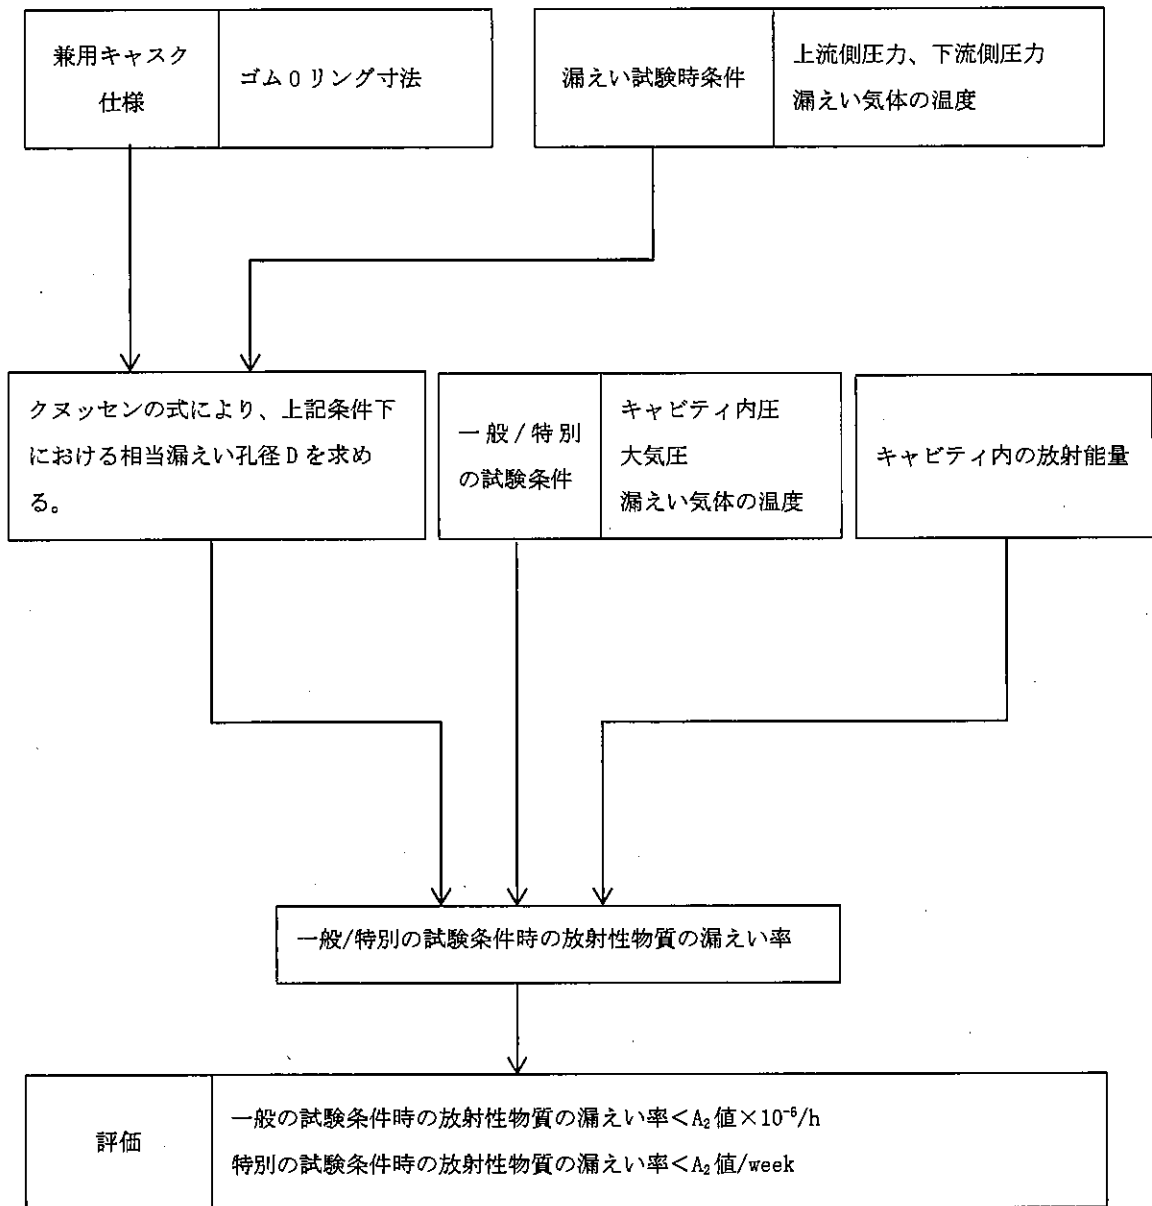 兼用キャスク
仕様
ゴムOリング寸法
漏えい試験時条件
上流側圧力、下流側圧力
漏えい気体の温度
クヌッセンの式により、上記条件下
における相当漏えい孔径Dを求め
る。
一般/特別
の試験条件
キャビティ内圧
大気圧
漏えい気体の温度
キャビティ内の放射能量
一般/特別の試験条件時の放射性物質の漏えい率
評価
一般の試験条件時の放射性物質の漏えい率<A₂値×10⁻⁶/h
特別の試験条件時の放射性物質の漏えい率<A₂値/week